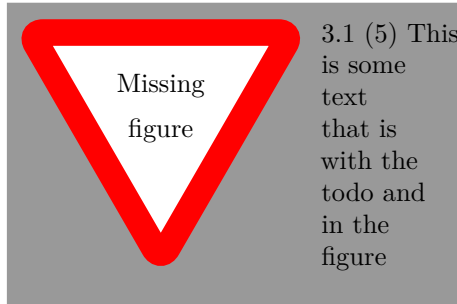 Missing
figure
3.1 (5) This
is some
text
that is
with the
todo and
in the
figure